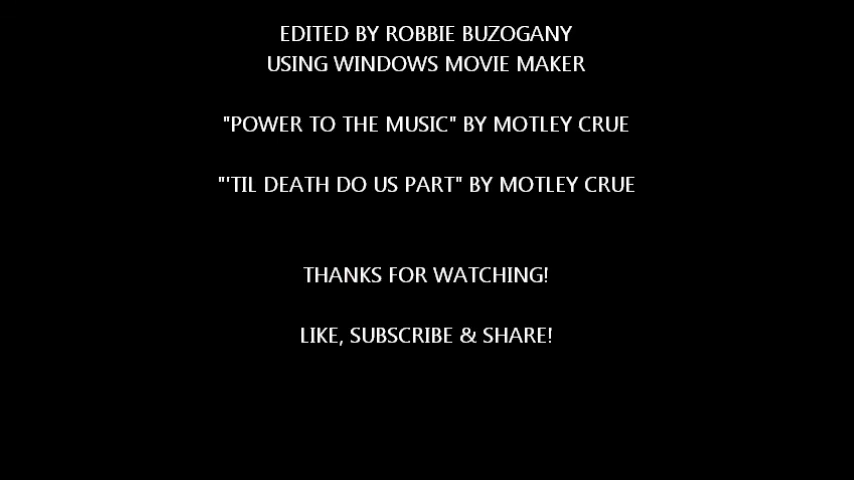 EDITED BY ROBBIE BUZOGANY
USING WINDOWS MOVIE MAKER
"POWER TO THE MUSIC" BY MOTLEY CRUE
"'TIL DEATH DO US PART" BY MOTLEY CRUE
THANKS FOR WATCHING!
LIKE, SUBSCRIBE & SHARE!